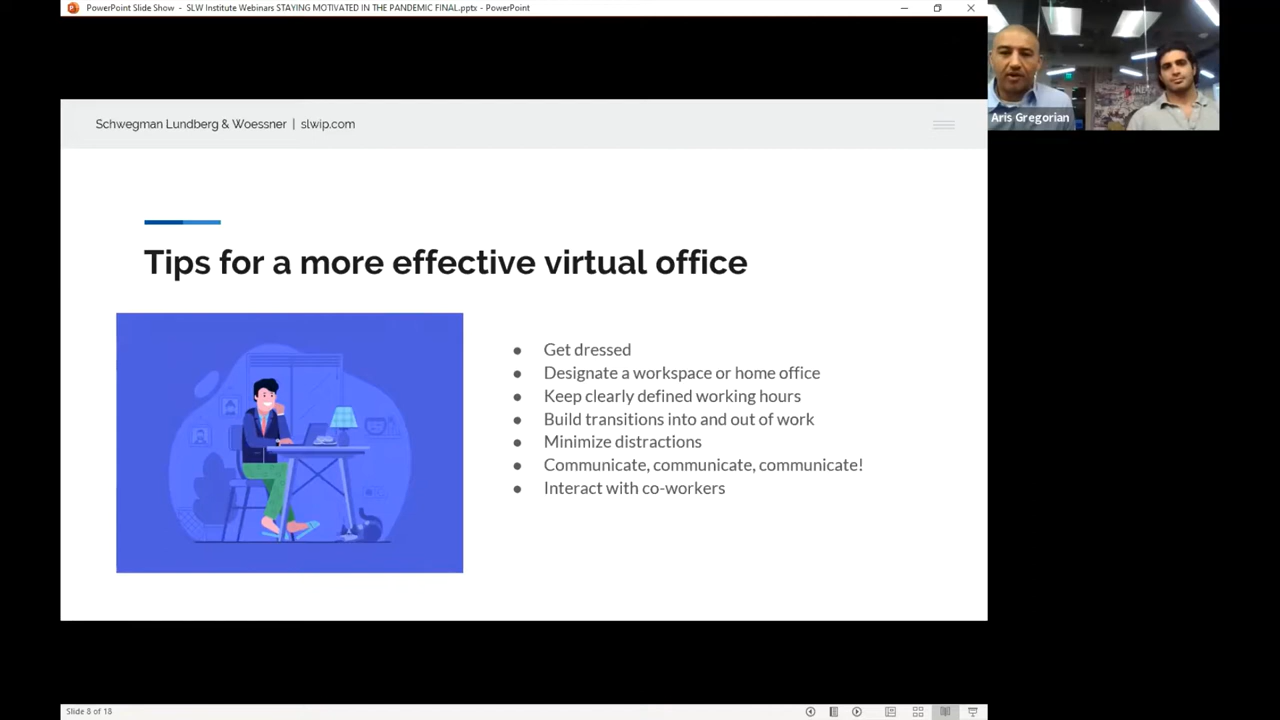 PowerPoint Slide Show - SLW Institute Webinars STAYING MOTIVATED IN THE PANDEMIC FINAL.pptx - PowerPoint
Schwegman Lundberg & Woessner | slwip.com
Aris Gregorian
Tips for a more effective virtual office
● Get dressed
● Designate a workspace or home office
● Keep clearly defined working hours
● Build transitions into and out of work
● Minimize distractions
● Communicate, communicate, communicate!
● Interact with co-workers
Slide 8 of 18